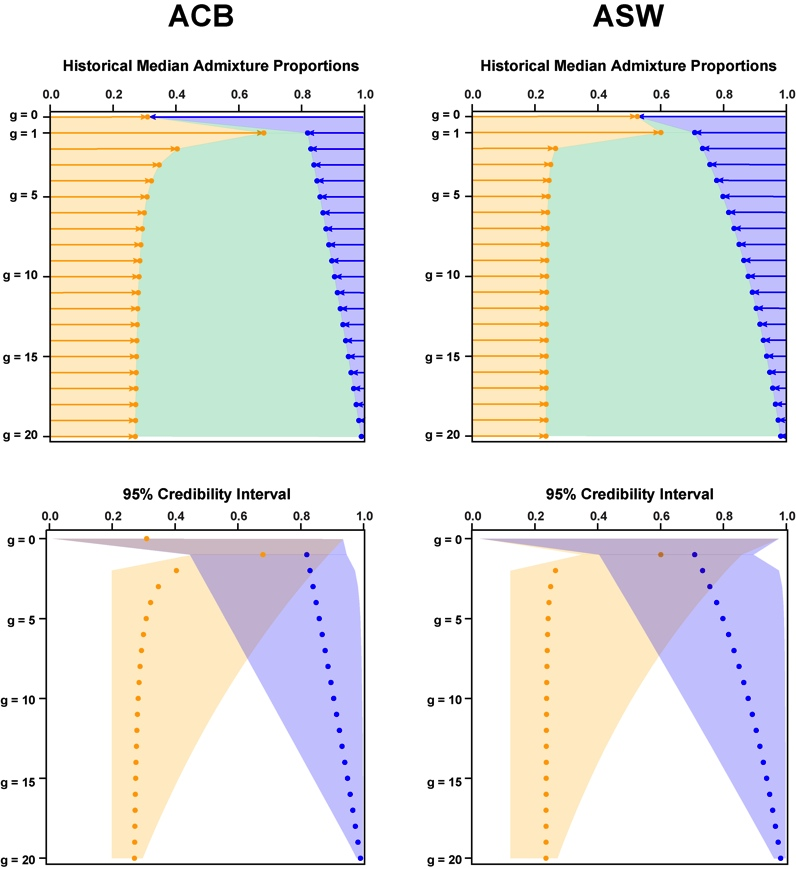 ACB
ASW
Historical Median Admixture Proportions
Historical Median Admixture Proportions
0.0 0.2 0.4 0.6 0.8 1.0
0.0 0.2 0.4 0.6 0.8 1.0
g = 0
g = 1
g = 5
g = 10
g = 15
g = 20
g = 0
g = 1
g = 5
g = 10
g = 15
g = 20
95% Credibility Interval
95% Credibility Interval
0.0 0.2 0.4 0.6 0.8 1.0
0.0 0.2 0.4 0.6 0.8 1.0
g = 0
g = 5
g = 10
g = 15
g = 20
g = 0
g = 5
g = 10
g = 15
g = 20